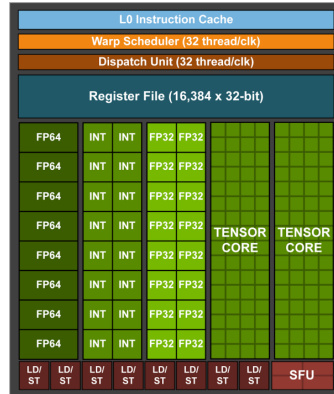 L0 Instruction Cache
Warp Scheduler (32 thread/clk)
Dispatch Unit (32 thread/clk)
Register File (16,384 x 32-bit)
FP64 INT INT FP32 FP32
FP64 INT INT FP32 FP32
FP64 INT INT FP32 FP32
FP64 INT INT FP32 FP32
FP64 INT INT FP32 FP32
FP64 INT INT FP32 FP32
FP64 INT INT FP32 FP32
FP64 INT INT FP32 FP32
TENSOR CORE
TENSOR CORE
LD/ LD/ LD/ LD/ LD/ LD/ LD/ LD/ SFU
ST ST ST ST ST ST ST ST